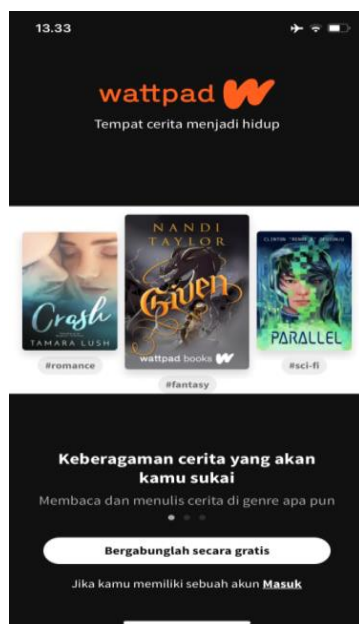 13.33
wattpad
Tempat cerita menjadi hidup
NANDI
TAYLOR
Given
wattpad books
#fantasy
Crash
TAMARA LUSH
#romance
PARALLEL
#sci-fi
Keberagaman cerita yang akan
kamu sukai
Membaca dan menulis cerita di genre apa pun
Bergabunglah secara gratis
Jika kamu memiliki sebuah akun Masuk